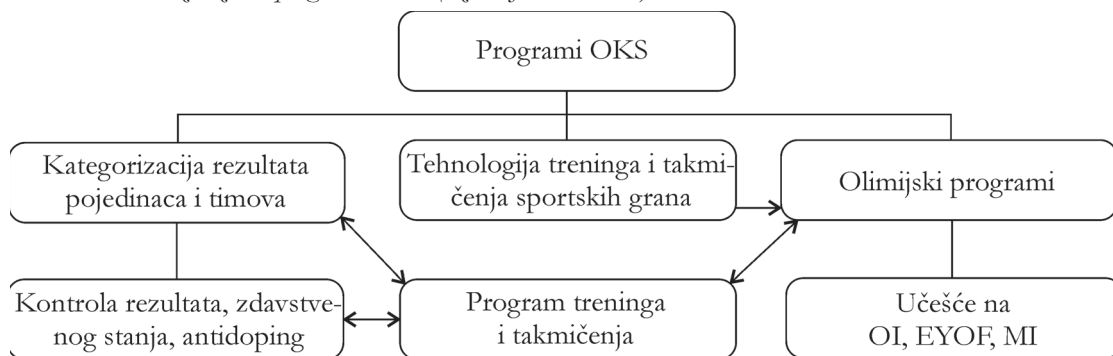 Programi OKS
Kategorizacija rezultata
pojedinaca i timova
Tehnologija treninga i takmi-
čenja sportskih grana
Olimijski programi
Kontrola rezultata, zdavstve-
nog stanja, antidoping
Program treninga
i takmičenja
Učešće na
OI, EYOF, MI